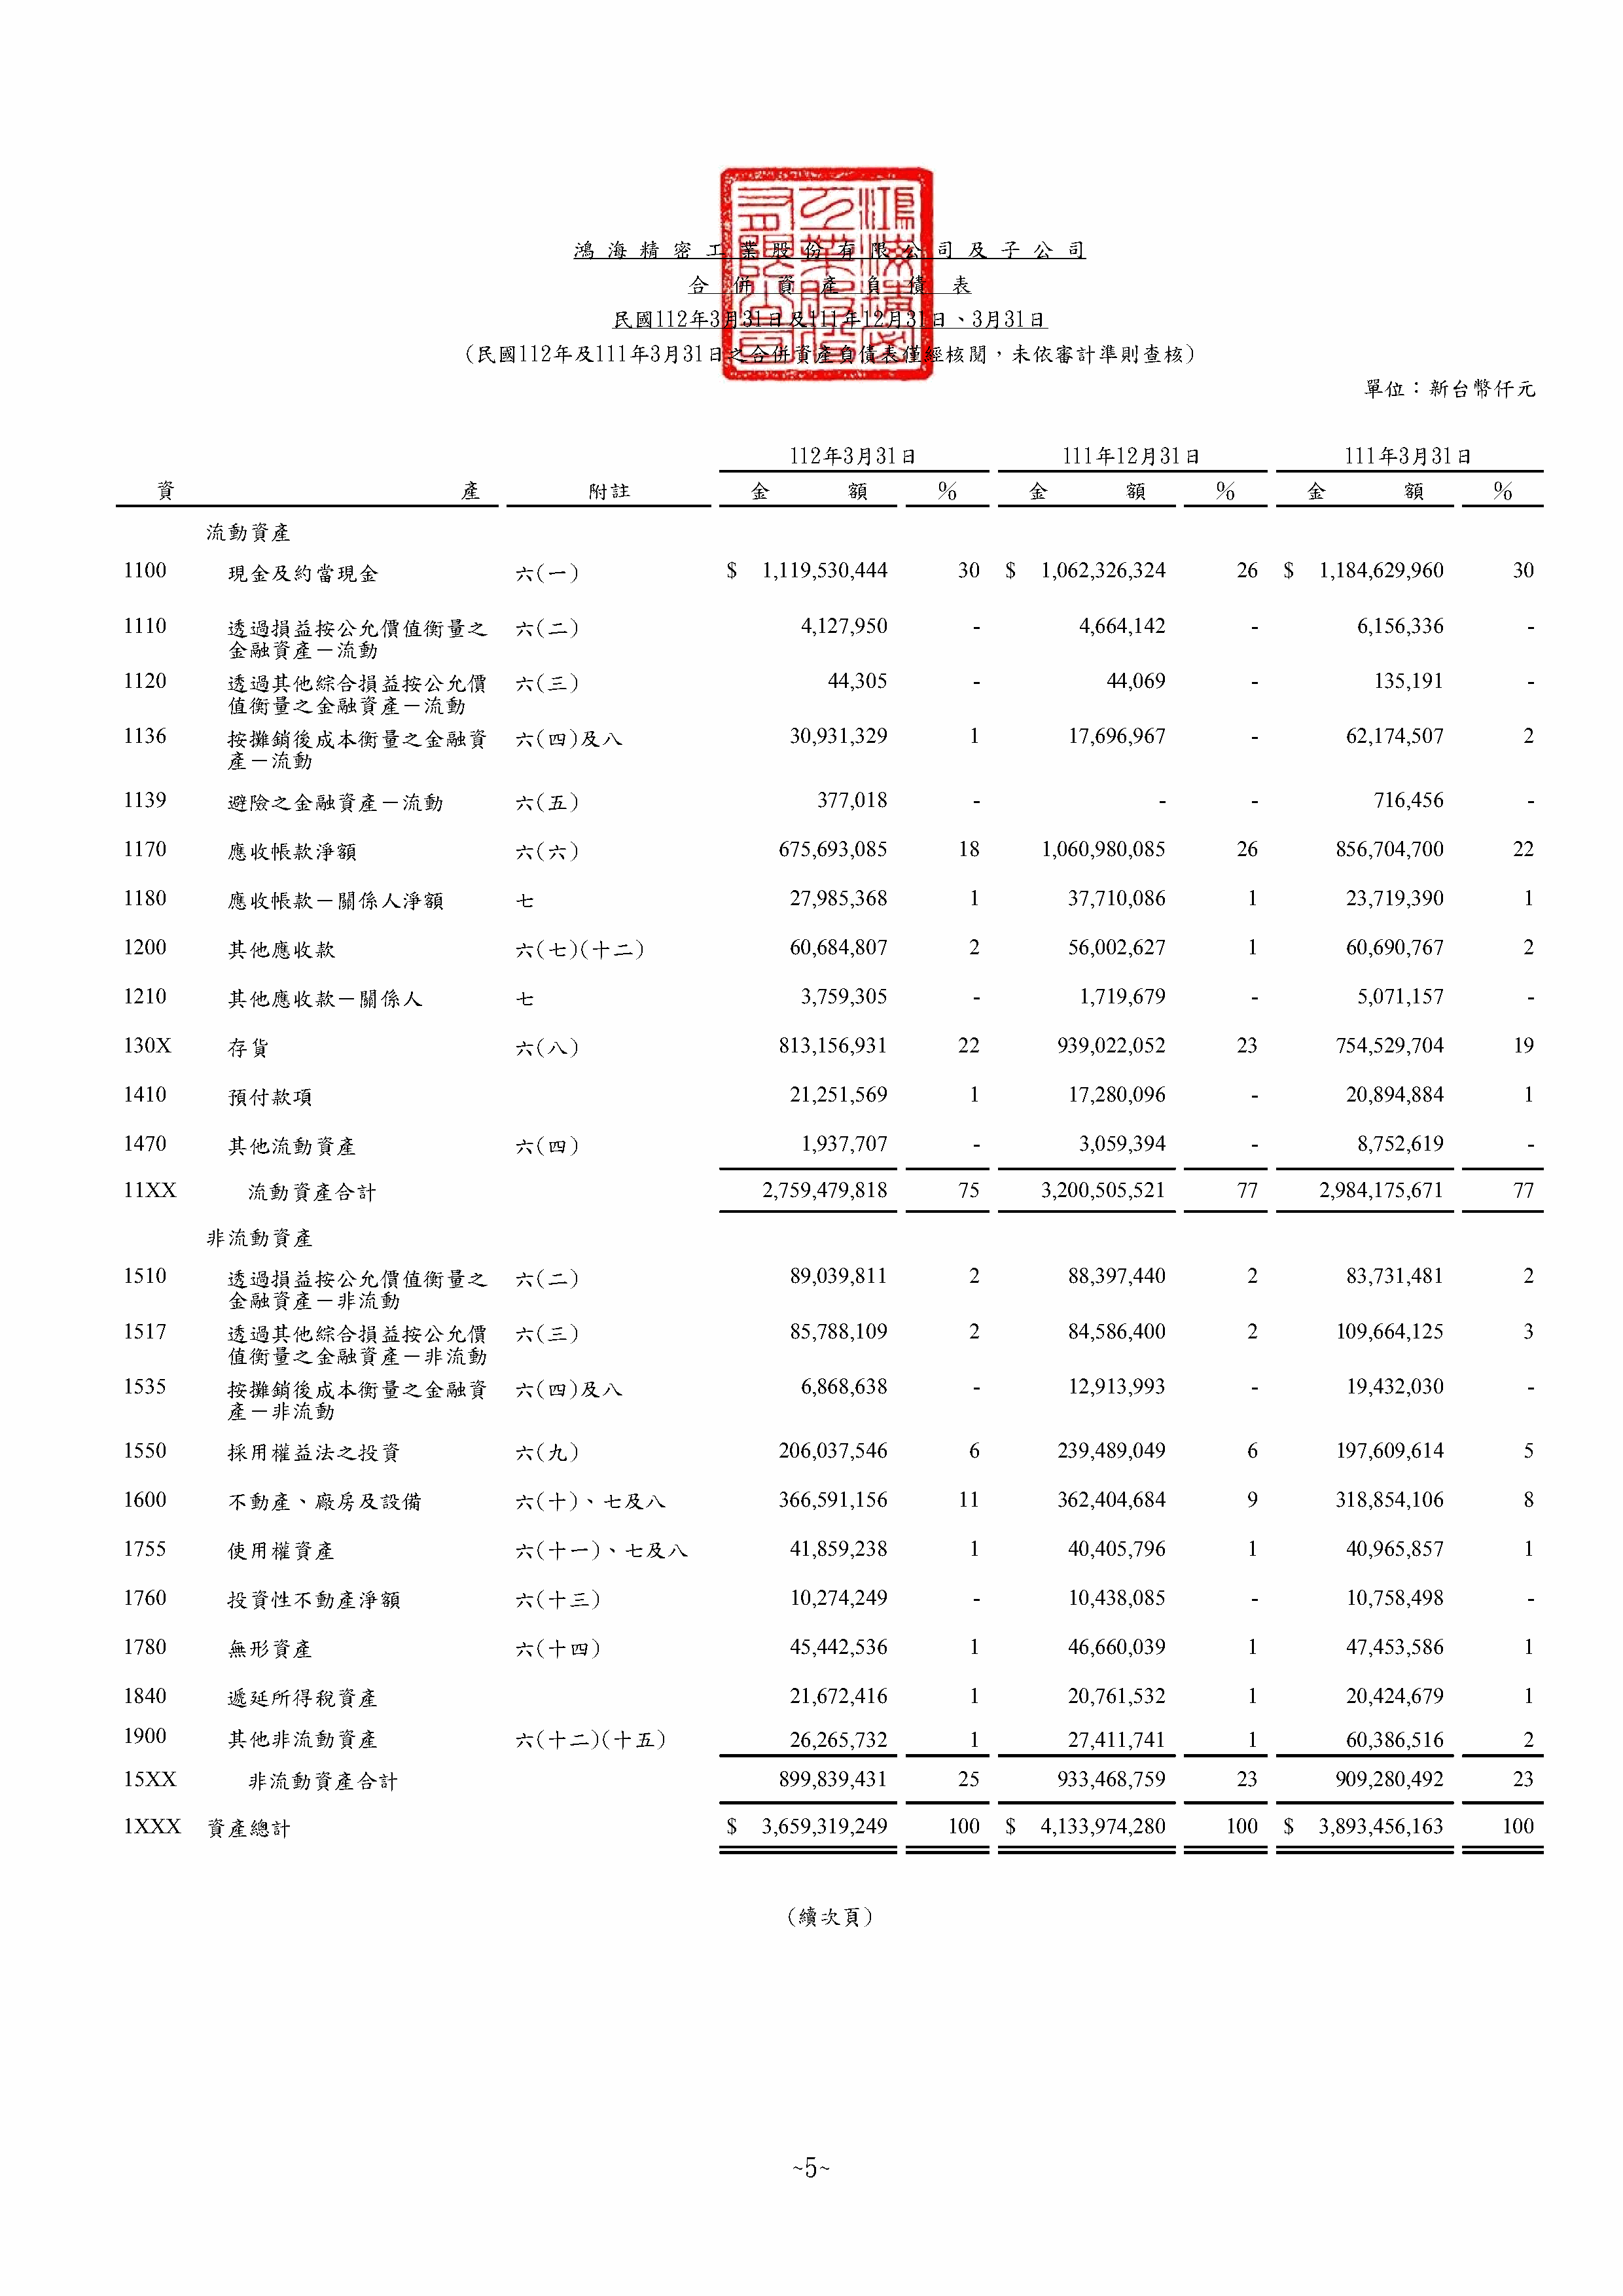 鴻海精密工業股份有限公司及子公司
合併資產負債表
民國112年3月31日及111年12月31日、3月31日
(民國112年及111年3月31日之合併資產負債表僅經核閱，未依審計準則查核)
單位：新台幣仟元
112年3月31日 111年12月31日 111年3月31日
資 產 附註 金 額 % 金 額 % 金 額 %
流動資產
1100 現金及約當現金 六(一) $ 1,119,530,444 30 $ 1,062,326,324 26 $ 1,184,629,960 30
1110 透過損益按公允價值衡量之 六(二) 4,127,950 - 4,664,142 - 6,156,336 -
金融資產－流動
1120 透過其他綜合損益按公允價 六(三) 44,305 - 44,069 - 135,191 -
值衡量之金融資產－流動
1136 按攤銷後成本衡量之金融資 六(四)及八 30,931,329 1 17,696,967 - 62,174,507 2
產－流動
1139 避險之金融資產－流動 六(五) 377,018 - - - 716,456 -
1170 應收帳款淨額 六(六) 675,693,085 18 1,060,980,085 26 856,704,700 22
1180 應收帳款－關係人淨額 七 27,985,368 1 37,710,086 1 23,719,390 1
1200 其他應收款 六(七)(十二) 60,684,807 2 56,002,627 1 60,690,767 2
1210 其他應收款－關係人 七 3,759,305 - 1,719,679 - 5,071,157 -
130X 存貨 六(八) 813,156,931 22 939,022,052 23 754,529,704 19
1410 預付款項 21,251,569 1 17,280,096 - 20,894,884 1
1470 其他流動資產 六(四) 1,937,707 - 3,059,394 - 8,752,619 -
11XX 流動資產合計 2,759,479,818 75 3,200,505,521 77 2,984,175,671 77
非流動資產
1510 透過損益按公允價值衡量之 六(二) 89,039,811 2 88,397,440 2 83,731,481 2
金融資產－非流動
1517 透過其他綜合損益按公允價 六(三) 85,788,109 2 84,586,400 2 109,664,125 3
值衡量之金融資產－非流動
1535 按攤銷後成本衡量之金融資 六(四)及八 6,868,638 - 12,913,993 - 19,432,030 -
產－非流動
1550 採用權益法之投資 六(九) 206,037,546 6 239,489,049 6 197,609,614 5
1600 不動產、廠房及設備 六(十)、七及八 366,591,156 11 362,404,684 9 318,854,106 8
1755 使用權資產 六(十一)、七及八 41,859,238 1 40,405,796 1 40,965,857 1
1760 投資性不動產淨額 六(十三) 10,274,249 - 10,438,085 - 10,758,498 -
1780 無形資產 六(十四) 45,442,536 1 46,660,039 1 47,453,586 1
1840 遞延所得稅資產 21,672,416 1 20,761,532 1 20,424,679 1
1900 其他非流動資產 六(十二)(十五) 26,265,732 1 27,411,741 1 60,386,516 2
15XX 非流動資產合計 899,839,431 25 933,468,759 23 909,280,492 23
1XXX 資產總計 $ 3,659,319,249 100 $ 4,133,974,280 100 $ 3,893,456,163 100
(續次頁)
~5~